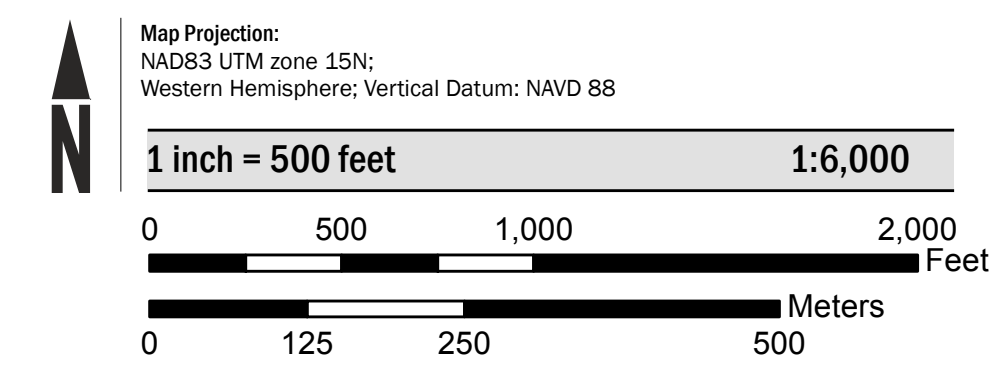 N
Map Projection:
NAD83 UTM zone 15N;
Western Hemisphere; Vertical Datum: NAVD 88
1 inch = 500 feet 1:6,000
0 500 1,000 2,000
Feet
Meters
0 125 250 500